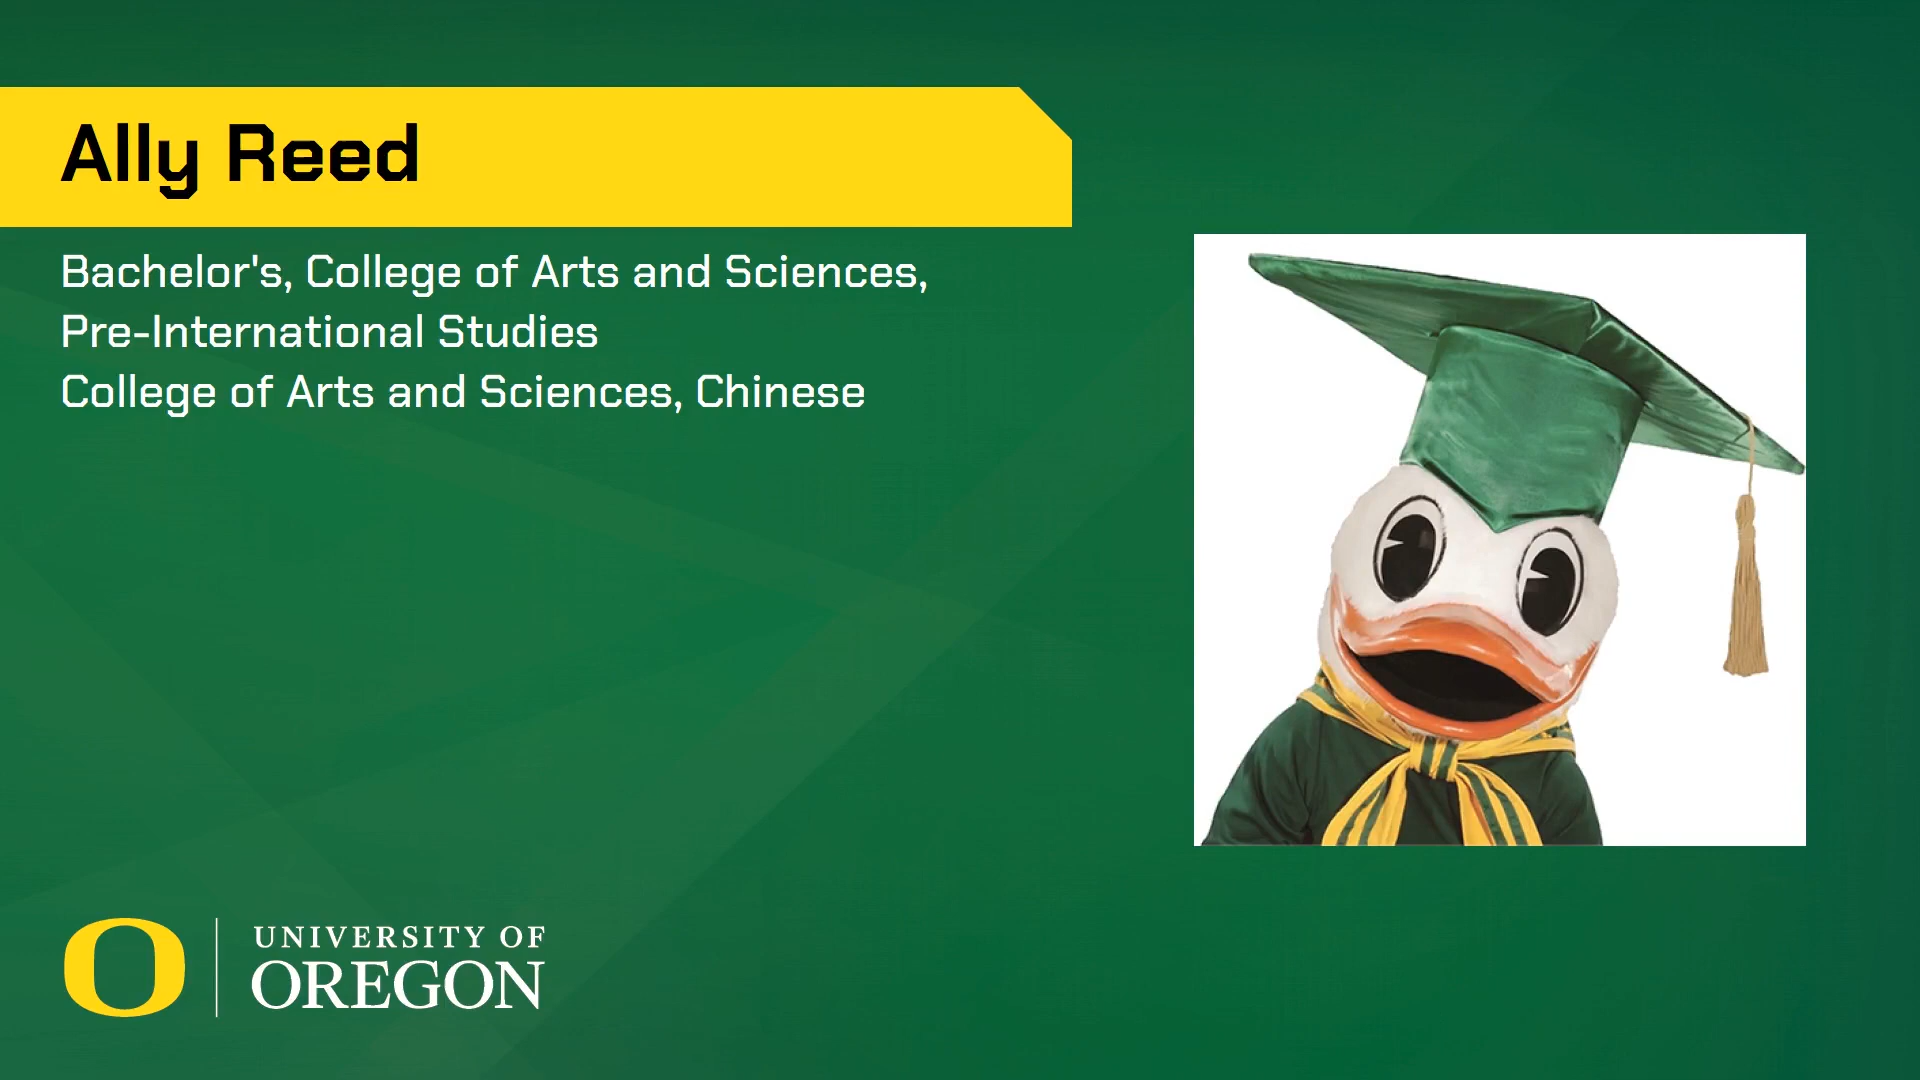 Ally Reed
Bachelor's, College of Arts and Sciences,
Pre-International Studies
College of Arts and Sciences, Chinese
O
UNIVERSITY OF
OREGON